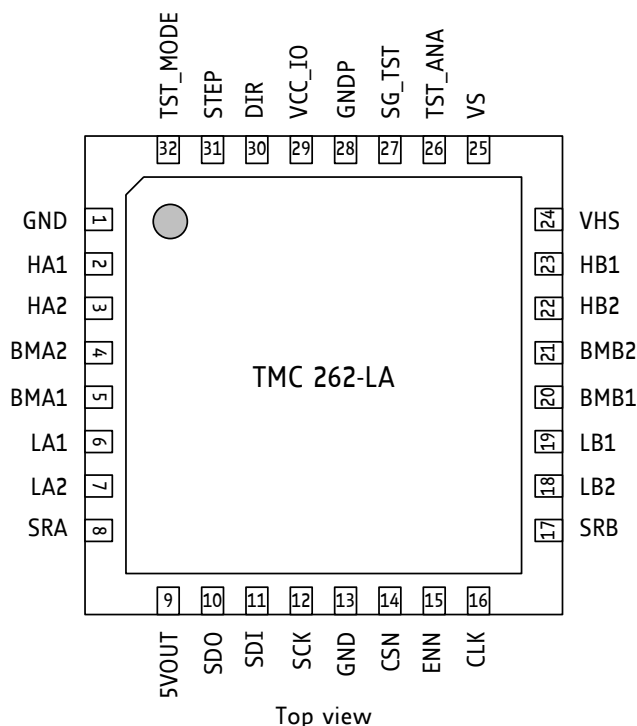 TST_MODE STEP DIR VCC_IO GNDP SG_TST TST_ANA VS
32 31 30 29 28 27 26 25
GND 1 24 VHS
HA1 2 23 HB1
HA2 3 22 HB2
BMA2 4 21 BMB2
BMA1 5 20 BMB1
TMC 262-LA
LA1 6 19 LB1
LA2 7 18 LB2
SRA 8 17 SRB
9 10 11 12 13 14 15 16
5VOUT SDO SDI SCK GND CSN ENN CLK
Top view